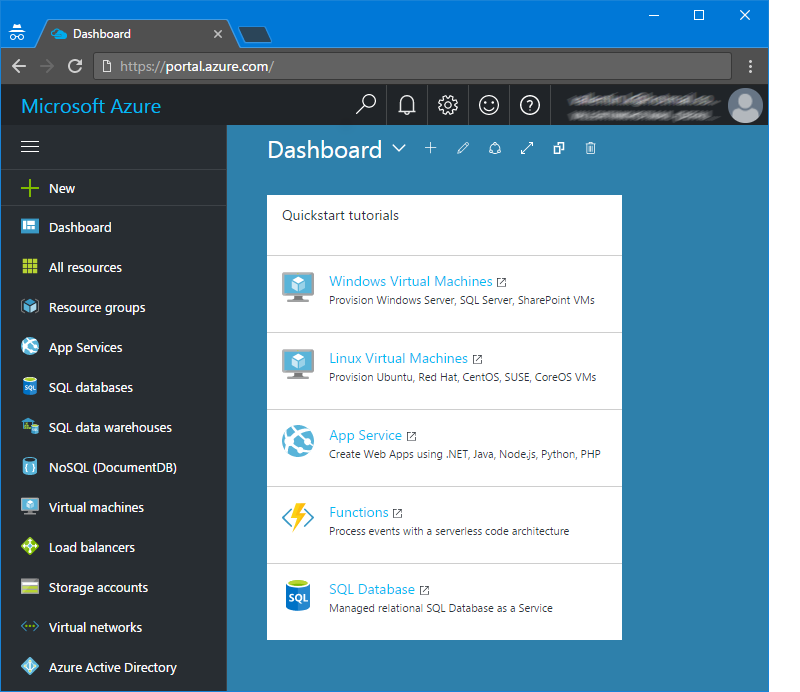 Dashboard
https://portal.azure.com/
Microsoft Azure
Dashboard
New
Dashboard
All resources
Resource groups
App Services
SQL databases
SQL data warehouses
NoSQL (DocumentDB)
Virtual machines
Load balancers
Storage accounts
Virtual networks
Azure Active Directory
Quickstart tutorials
Windows Virtual Machines
Provision Windows Server, SQL Server, SharePoint VMs
Linux Virtual Machines
Provision Ubuntu, Red Hat, CentOS, SUSE, CoreOS VMs
App Service
Create Web Apps using .NET, Java, Node.js, Python, PHP
Functions
Process events with a serverless code architecture
SQL
SQL Database
Managed relational SQL Database as a Service